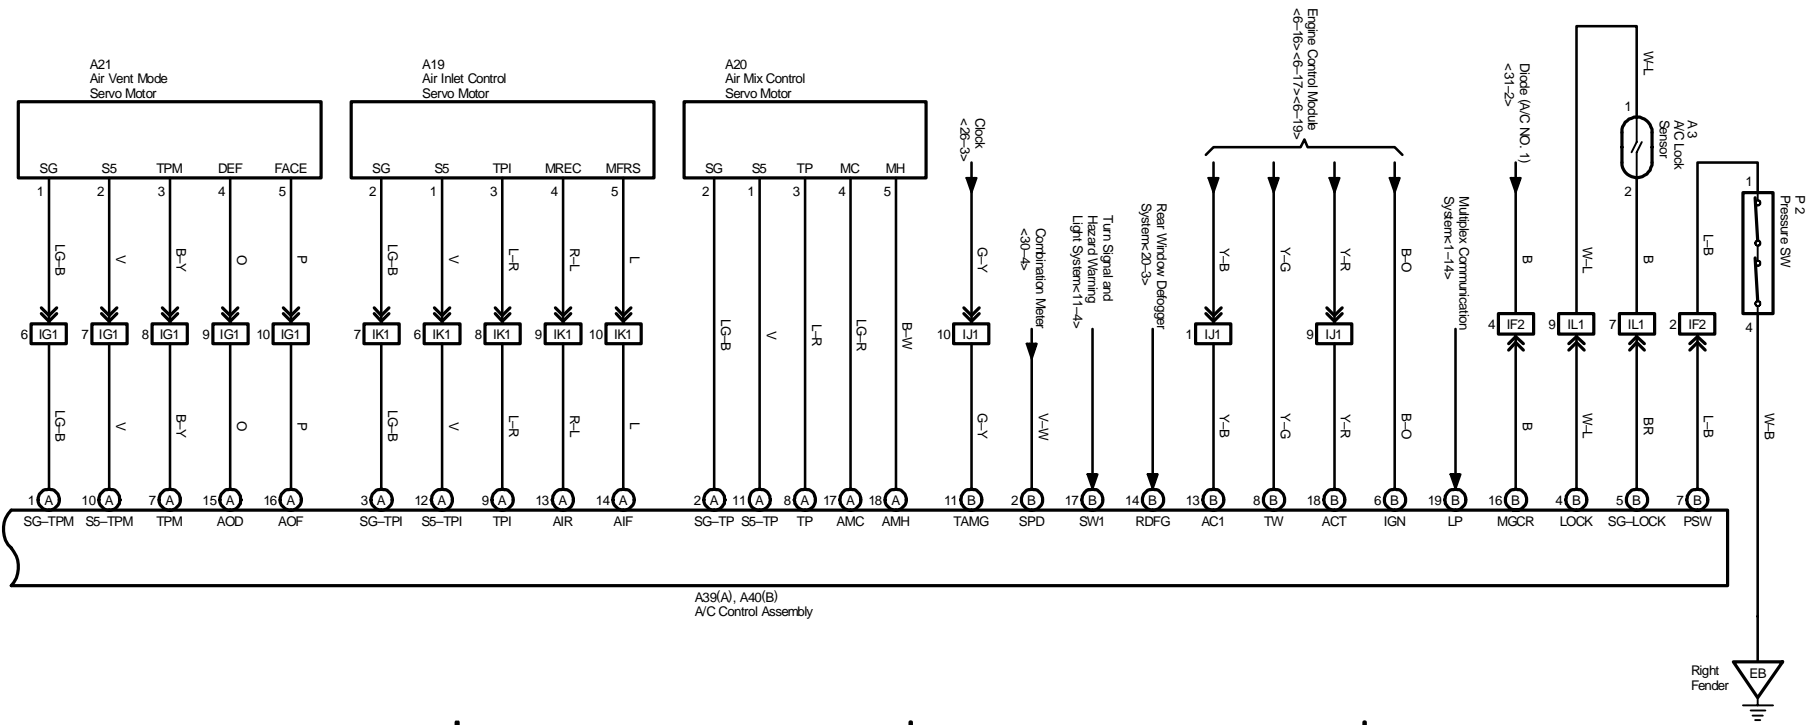 A21
Air Vent Mode
Servo Motor
A19
Air Inlet Control
Servo Motor
A20
Air Mix Control
Servo Motor
Clock
<26–3>
Combination Meter
<30–4>
Turn Signal and
Hazard Warning
Light System<11–4>
Rear Window Defogger
System<20–3>
Engine Control Module
<6–16><6–17><6–19>
Multiplex Communication
System<1–14>
Diode (A/C NO. 1)
<31–2>
W–L
A 3
A/C Lock
Sensor
P 2
Pressure SW
SG S5 TPM DEF FACE
SG S5 TPI MREC MFRS
SG S5 TP MC MH
1 2 3 4 5
2 1 3 4 5
2 1 3 4 5
1
2
1
4
LG–B V B–Y O P
LG–B V L–R R–L L
G–Y
Y–B Y–G Y–R B–O
B W–L B L–B
6 IG1 7 IG1 8 IG1 9 IG1 10 IG1
7 IK1 6 IK1 8 IK1 9 IK1 10 IK1
10 IJ1 1 IJ1 9 IJ1
4 IF2 9 IL1 7 IL1 2 IF2
LG–B V B–Y O P
LG–B V L–R R–L L
LG–B V L–R LG–R B–W
G–Y V–W
Y–B Y–G Y–R B–O
B W–L BR L–B W–B
1 A 10 A 7 A 15 A 16 A
3 A 12 A 9 A 13 A 14 A
2 A 11 A 8 A 17 A 18 A
11 B 2 B 17 B 14 B 13 B 8 B 18 B 6 B 19 B 16 B 4 B 5 B 7 B
SG–TPM S5–TPM TPM AOD AOF
SG–TPI S5–TPI TPI AIR AIF
SG–TP S5–TP TP AMC AMH
TAMG SPD SW1 RDFG AC1 TW ACT IGN LP MGCR LOCK SG–LOCK PSW
A39(A), A40(B)
A/C Control Assembly
Right
Fender
EB